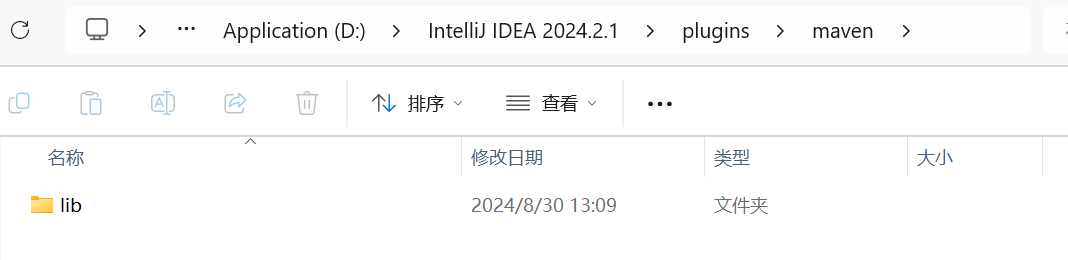 Application (D:) IntelliJ IDEA 2024.2.1 plugins maven
排序 查看
名称 修改日期 类型 大小
lib 2024/8/30 13:09 文件夹